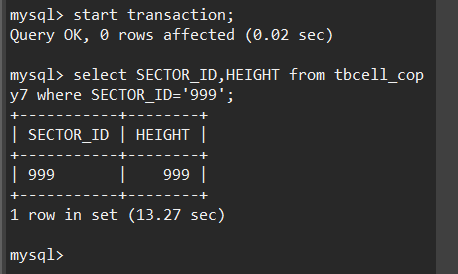 mysql> start transaction;
Query OK, 0 rows affected (0.02 sec)
mysql> select SECTOR_ID,HEIGHT from tbcell_cop
y7 where SECTOR_ID='999';
+-----------+--------+
| SECTOR_ID | HEIGHT |
+-----------+--------+
| 999       |    999 |
+-----------+--------+
1 row in set (13.27 sec)
mysql>